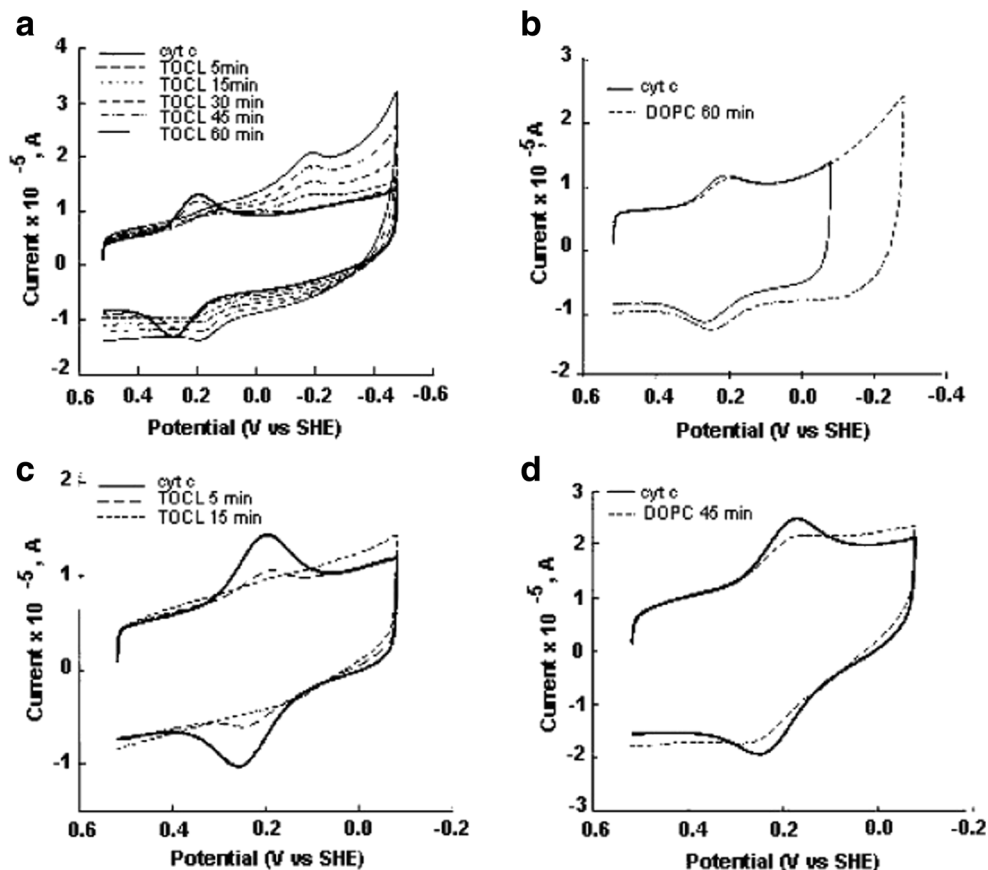 a
4
3
2
1
0
-1
-2
cyt c
TOCL 5min
TOCL 15min
TOCL 30 min
TOCL 45 min
TOCL 60 min
Current x 10 -5, A
0.6 0.4 0.2 0.0 -0.2 -0.4 -0.6
Potential (V vs SHE)
b
3
2
1
0
-1
-2
cyt c
DOPC 60 min
Current x 10 -5, A
0.6 0.4 0.2 0.0 -0.2 -0.4
Potential (V vs SHE)
c
2
1
0
-1
cyt c
TOCL 5 min
TOCL 15 min
Current x 10 -5, A
0.6 0.4 0.2 0.0 -0.2
Potential (V vs SHE)
d
3
2
1
0
-1
-2
-3
cyt c
DOPC 45 min
Current x 10 -5, A
0.6 0.4 0.2 0.0 -0.2
Potential (V vs SHE)